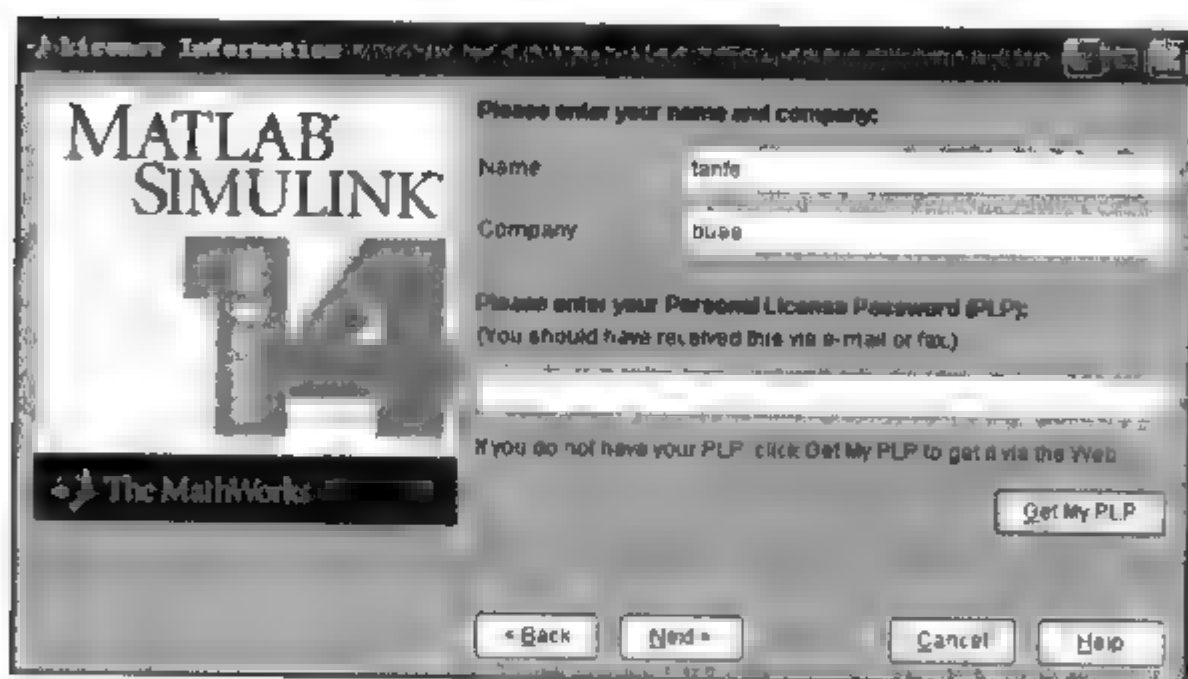 License Information
MATLAB
SIMULINK
14
The MathWorks
Please enter your name and company:
Name
tanfe
Company
Please enter your Personal License Password (PLP):
(You should have received this via e-mail or fax.)
If you do not have your PLP click Get My PLP to get it via the Web
Get My PLP
< Back
Next >
Cancel
Help